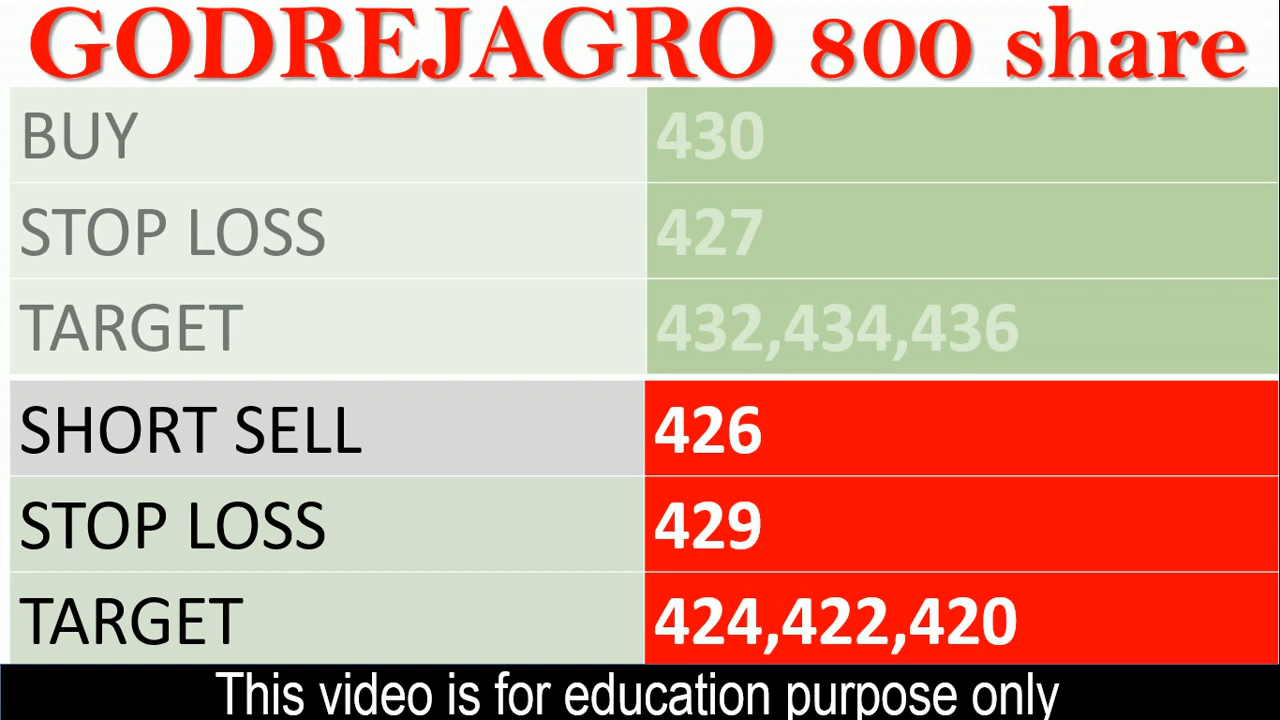 GODREJAGRO 800 share
BUY 430
STOP LOSS 427
TARGET 432,434,436
SHORT SELL 426
STOP LOSS 429
TARGET 424,422,420
This video is for education purpose only